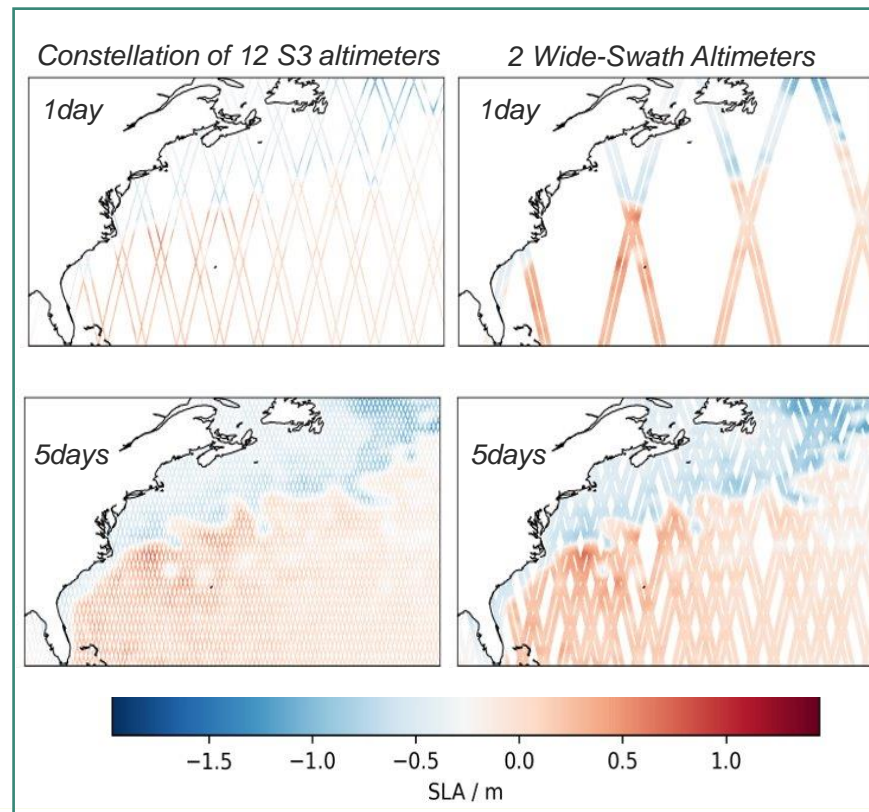 Constellation of 12 S3 altimeters
2 Wide-Swath Altimeters
1day
1day
5days
5days
−1.5 −1.0 −0.5 0.0 0.5 1.0
SLA / m